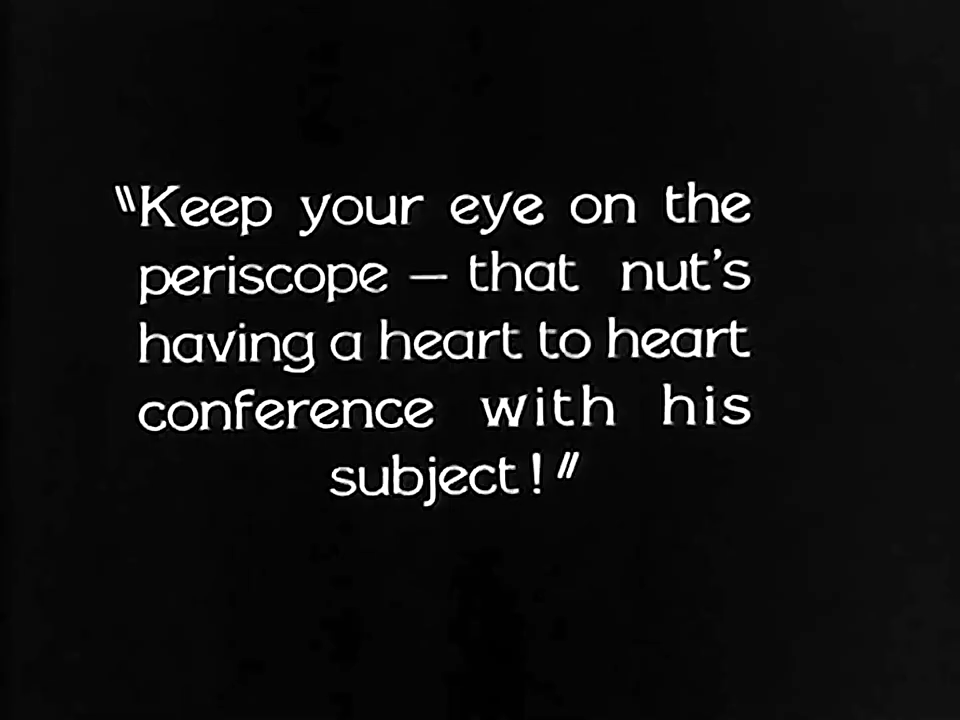 "Keep your eye on the
periscope — that nut's
having a heart to heart
conference with his
subject!"